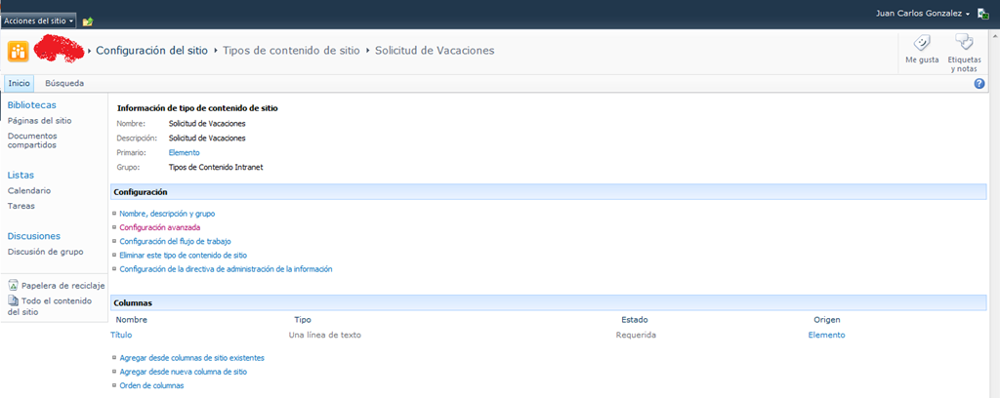 Acciones del sitio
Juan Carlos Gonzalez
Configuración del sitio Tipos de contenido de sitio Solicitud de Vacaciones
Me gusta
Etiquetas y notas
Inicio Búsqueda
Bibliotecas
Páginas del sitio
Documentos
compartidos
Listas
Calendario
Tareas
Discusiones
Discusión de grupo
Papelera de reciclaje
Todo el contenido
del sitio
Información de tipo de contenido de sitio
Nombre: Solicitud de Vacaciones
Descripción: Solicitud de Vacaciones
Primario: Elemento
Grupo: Tipos de Contenido Intranet
Configuración
Nombre, descripción y grupo
Configuración avanzada
Configuración del flujo de trabajo
Eliminar este tipo de contenido de sitio
Configuración de la directiva de administración de la información
Columnas
Nombre Tipo Estado Origen
Título Una línea de texto Requerida Elemento
Agregar desde columnas de sitio existentes
Agregar desde nueva columna de sitio
Orden de columnas